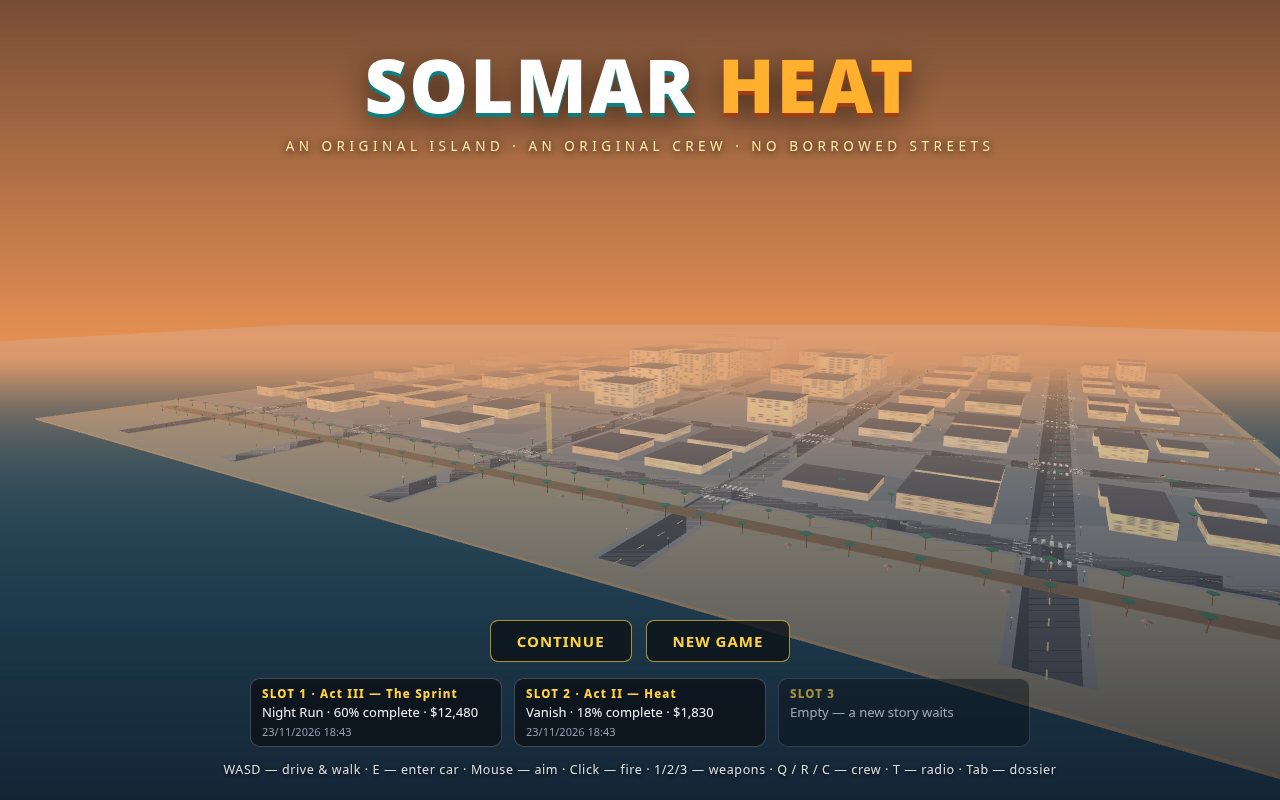 SOLMAR HEAT
AN ORIGINAL ISLAND · AN ORIGINAL CREW · NO BORROWED STREETS
CONTINUE
NEW GAME
SLOT 1 · Act III — The Sprint
Night Run · 60% complete · $12,480
23/11/2026 18:43
SLOT 2 · Act II — Heat
Vanish · 18% complete · $1,830
23/11/2026 18:43
SLOT 3
Empty — a new story waits
WASD — drive & walk · E — enter car · Mouse — aim · Click — fire · 1/2/3 — weapons · Q / R / C — crew · T — radio · Tab — dossier